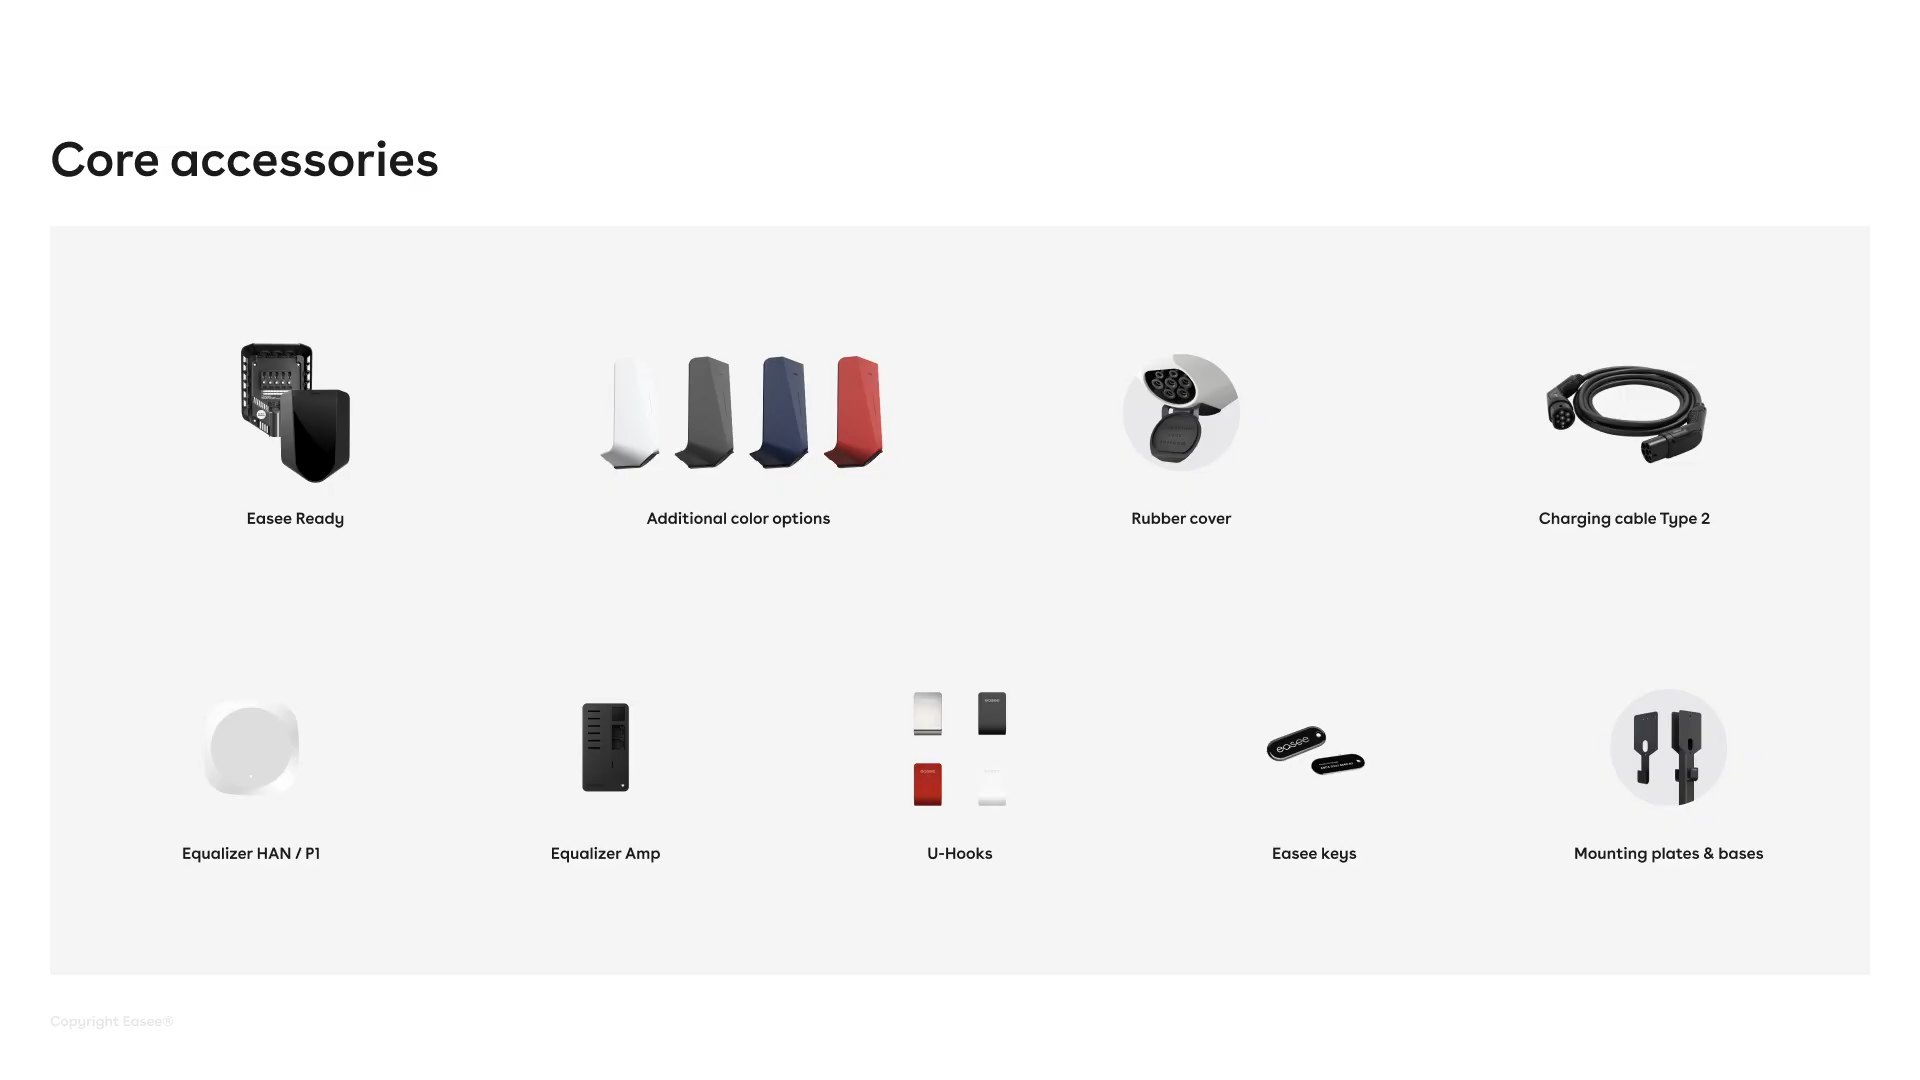 Core accessories
Easee Ready
Additional color options
Rubber cover
Charging cable Type 2
easee
Equalizer HAN / P1
Equalizer Amp
U-Hooks
Easee keys
Mounting plates & bases
Copyright Easee®